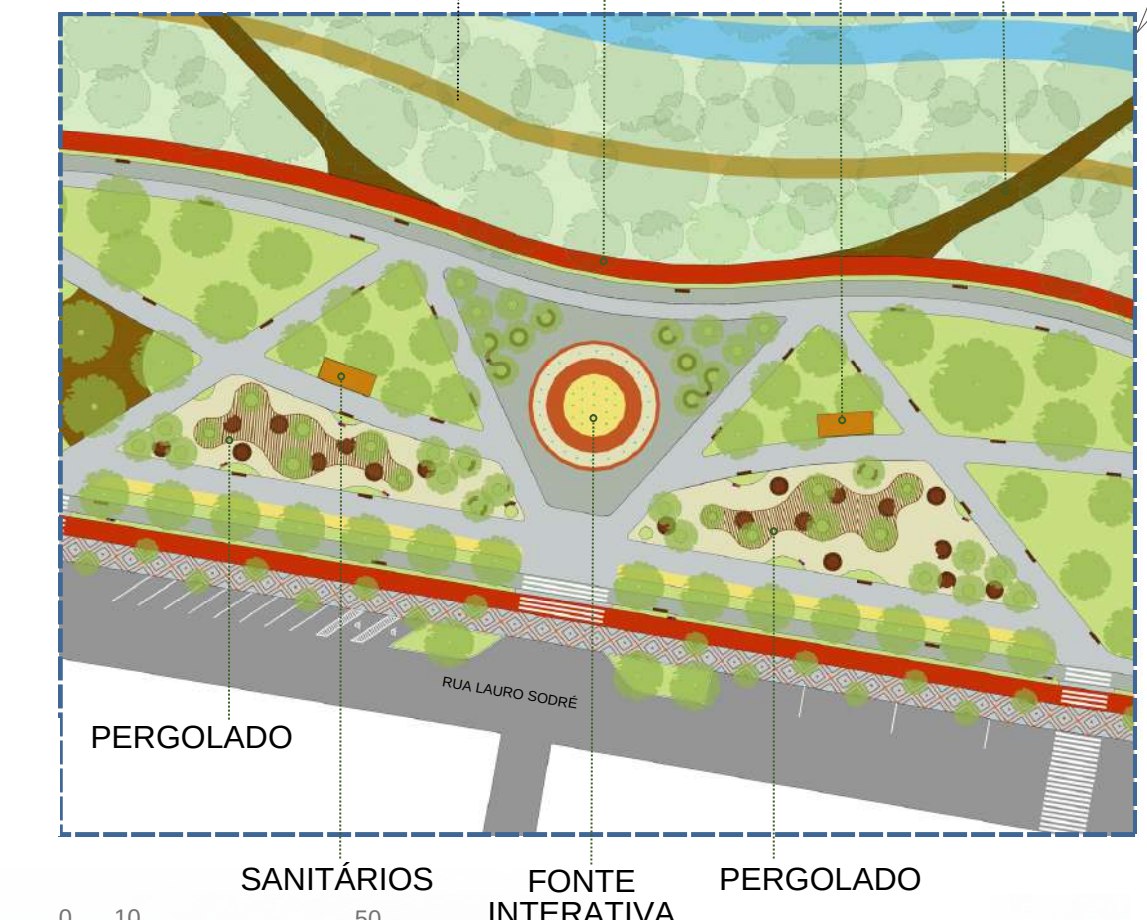 RUA LAURO SODRÉ
PERGOLADO
SANITÁRIOS
FONTE
INTERATIVA
PERGOLADO
0 10 50